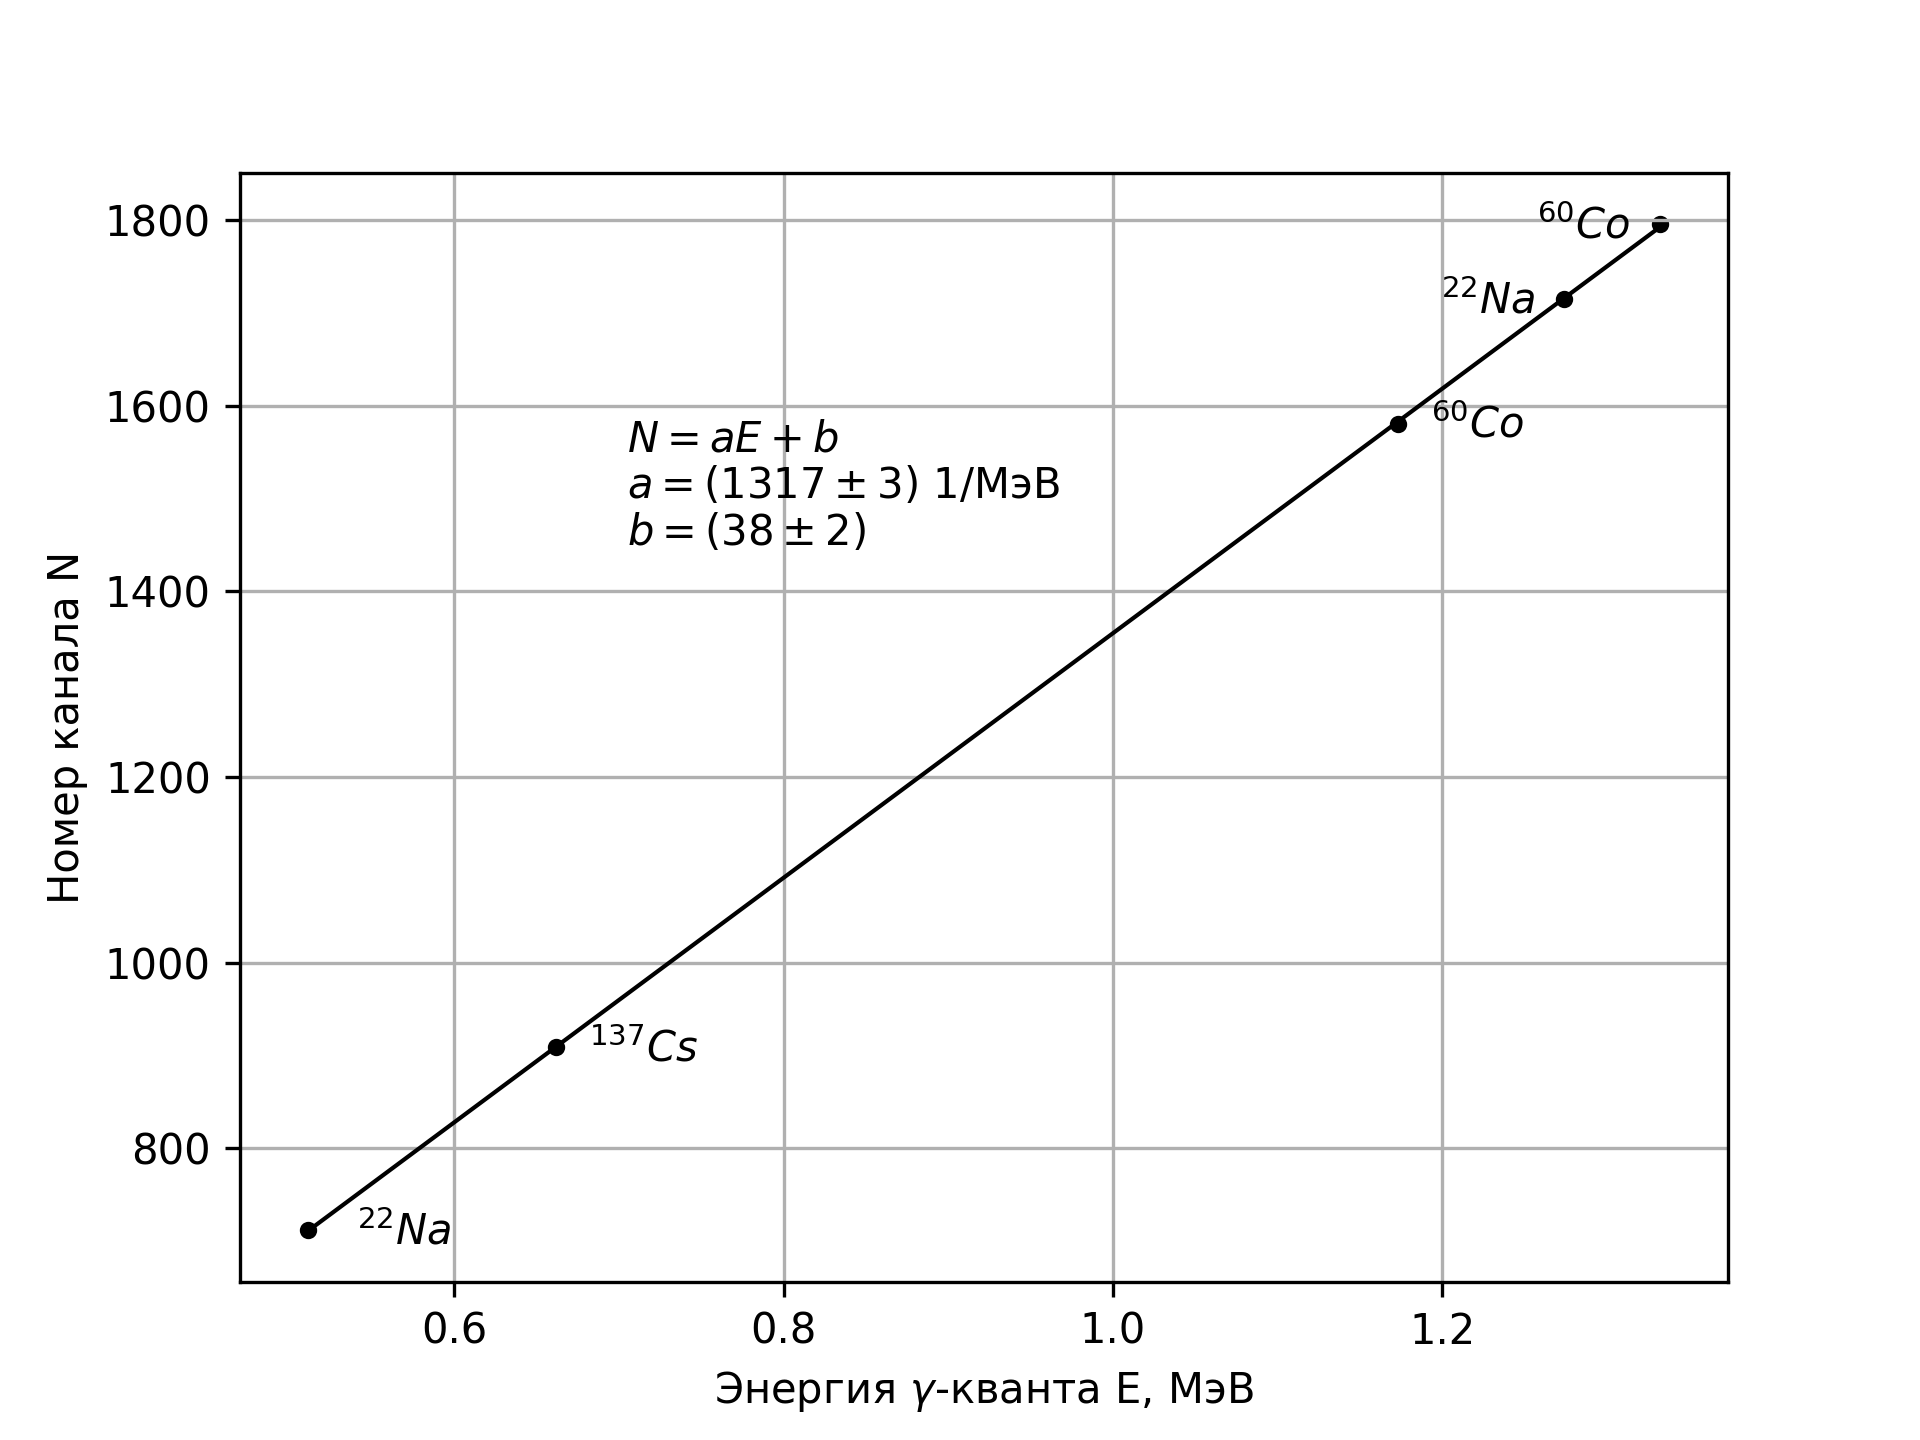 1800
1600
1400
1200
1000
800
Номер канала N
⁶⁰Co
²²Na
⁶⁰Co
N = aE + b
a = (1317 ± 3) 1/МэВ
b = (38 ± 2)
¹³⁷Cs
²²Na
0.6 0.8 1.0 1.2
Энергия γ-кванта E, МэВ